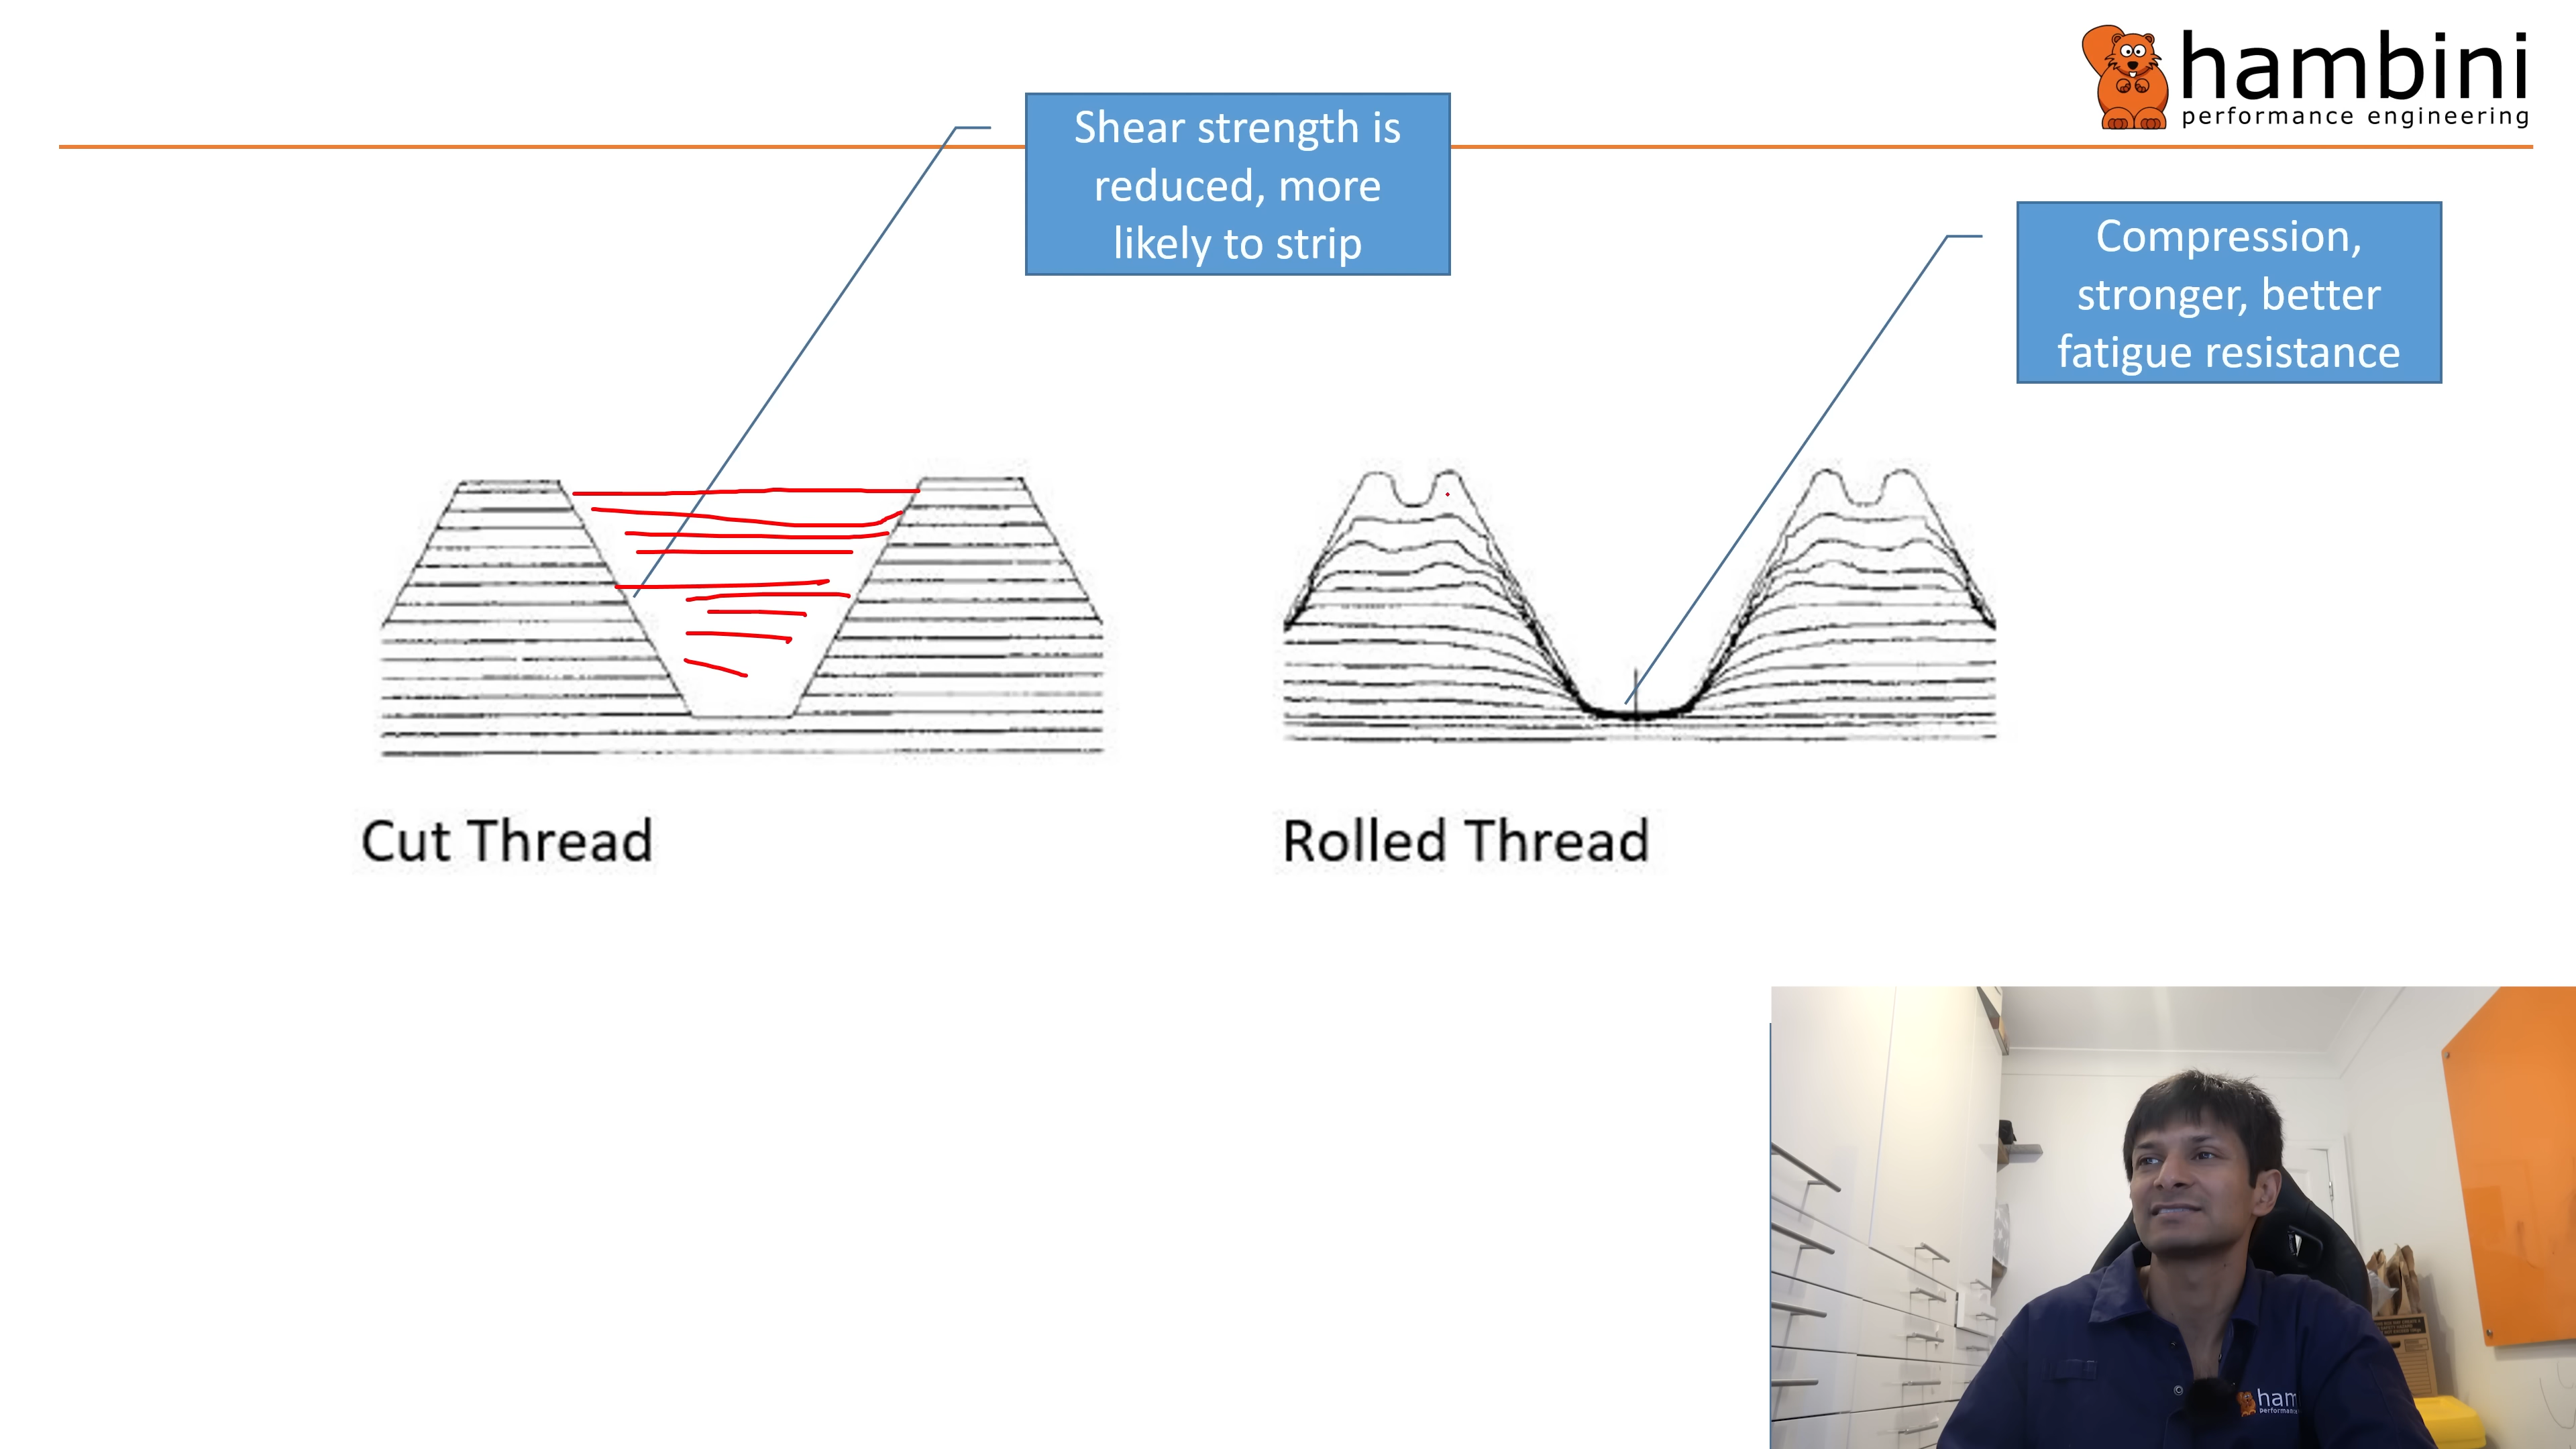 hambini
performance engineering
Shear strength is
reduced, more
likely to strip
Compression,
stronger, better
fatigue resistance
Cut Thread
Rolled Thread
ham